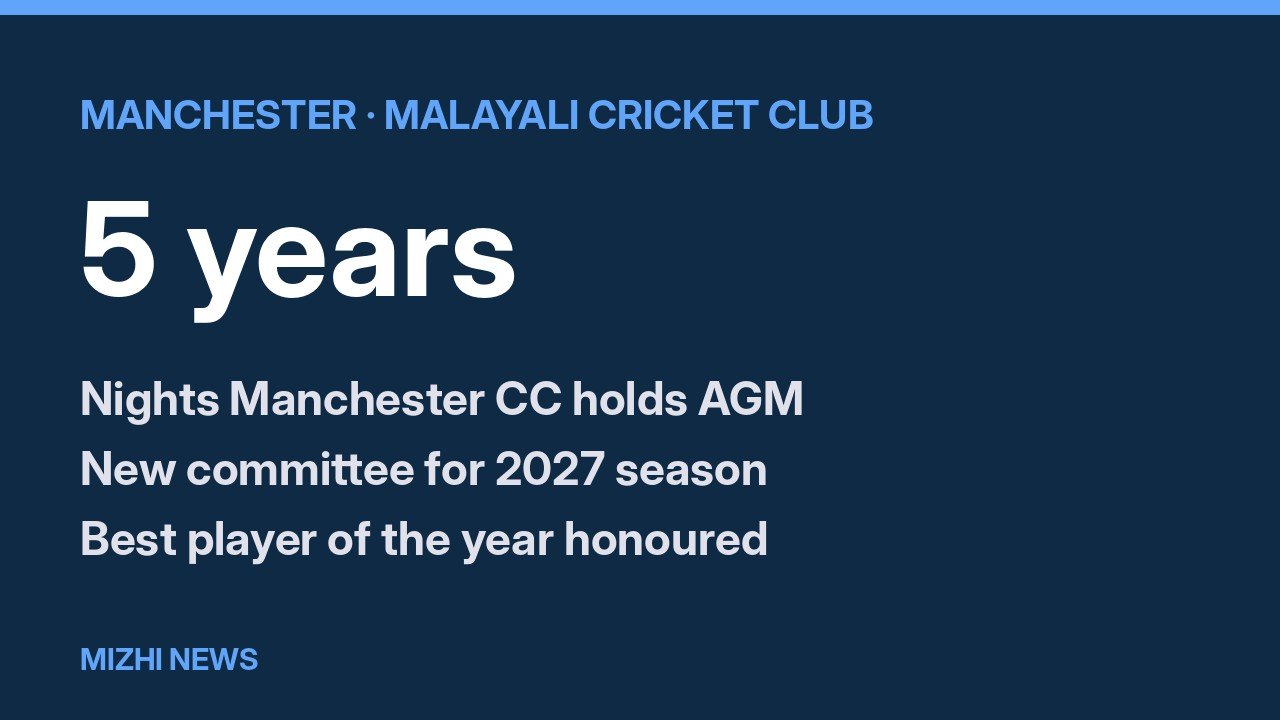 MANCHESTER · MALAYALI CRICKET CLUB
5 years
Nights Manchester CC holds AGM
New committee for 2027 season
Best player of the year honoured
MIZHI NEWS